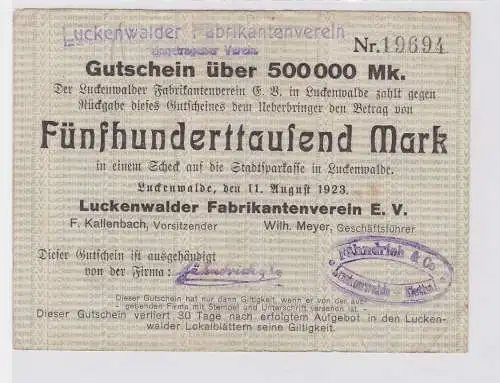 Luckenwalder Fabrikantenverein
eingetragener Verein.
Nr. 19694
Gutschein über 500000 Mk.
Der Luckenwalder Fabrikantenverein E. V. in Luckenwalde zahlt gegen
Rückgabe dieses Gutscheines dem Ueberbringer den Betrag von
Fünfhunderttausend Mark
in einem Scheck auf die Stadtsparkasse in Luckenwalde.
Luckenwalde, den 11. August 1923.
Luckenwalder Fabrikantenverein E. V.
F. Kallenbach, Vorsitzender Wilh. Meyer, Geschäftsführer
Dieser Gutschein ist ausgehändigt
von der Firma:
& Co
Luckenwalde
Dieser Gutschein hat nur dann Giltigkeit, wenn er von der aus-
gebenden Firma mit Stempel und Unterschrift versehen ist.
Dieser Gutschein verliert 30 Tage nach erfolgtem Aufgebot in den Lucken-
walder Lokalblättern seine Giltigkeit.